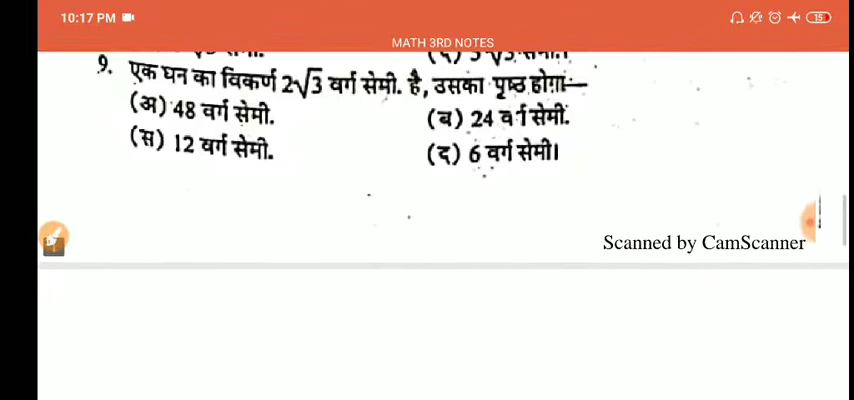 10:17 PM
15
MATH 3RD NOTES
9. एक घन का विकर्ण 2√3 वर्ग सेमी. है, उसका पृष्ठ होगा—
(अ) 48 वर्ग सेमी. (ब) 24 वर्ग सेमी.
(स) 12 वर्ग सेमी. (द) 6 वर्ग सेमी।
Scanned by CamScanner